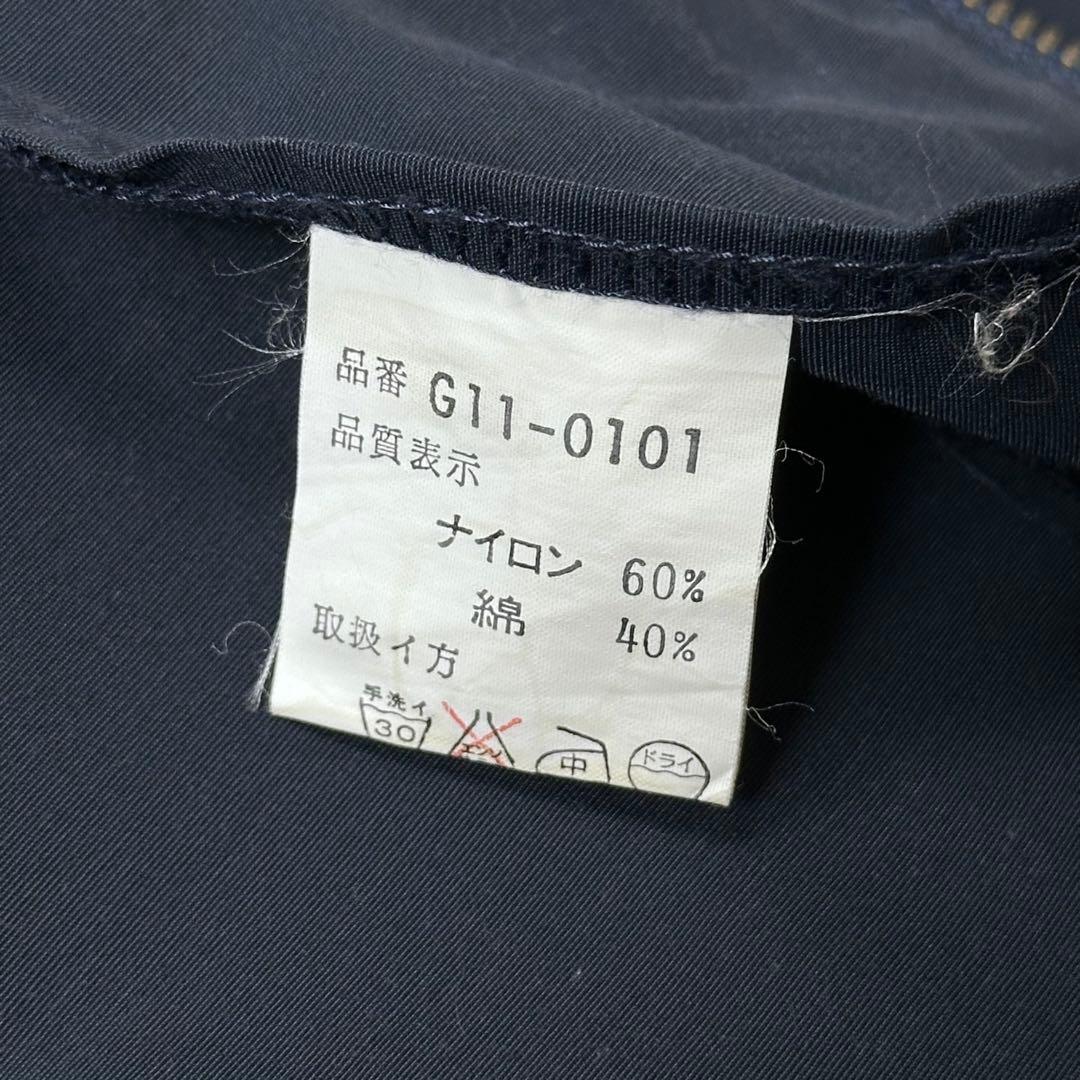 品番 G11-0101
品質表示
ナイロン 60%
綿 40%
取扱イ方
手洗イ
30
中
ドライ